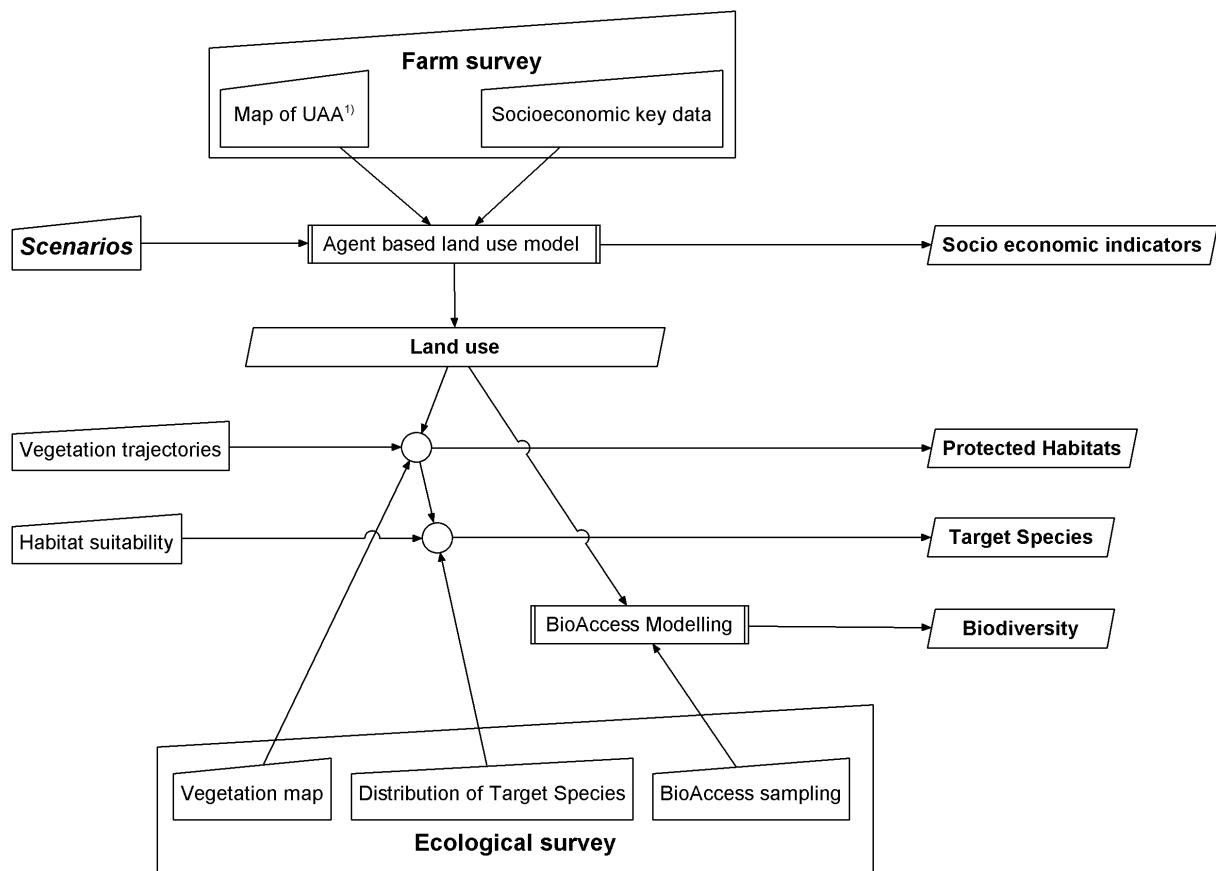 Farm survey
Map of UAA1)
Socioeconomic key data
Scenarios
Agent based land use model
Socio economic indicators
Land use
Vegetation trajectories
Protected Habitats
Habitat suitability
Target Species
BioAccess Modelling
Biodiversity
Vegetation map
Distribution of Target Species
BioAccess sampling
Ecological survey